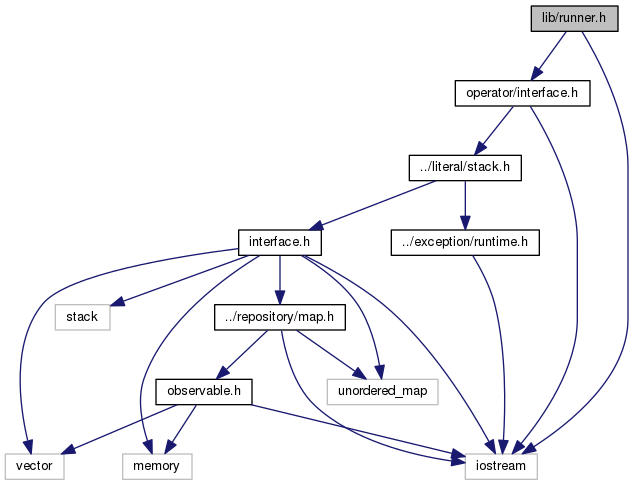 lib/runner.h
operator/interface.h
../literal/stack.h
interface.h
../exception/runtime.h
stack
../repository/map.h
observable.h
unordered_map
vector
memory
iostream